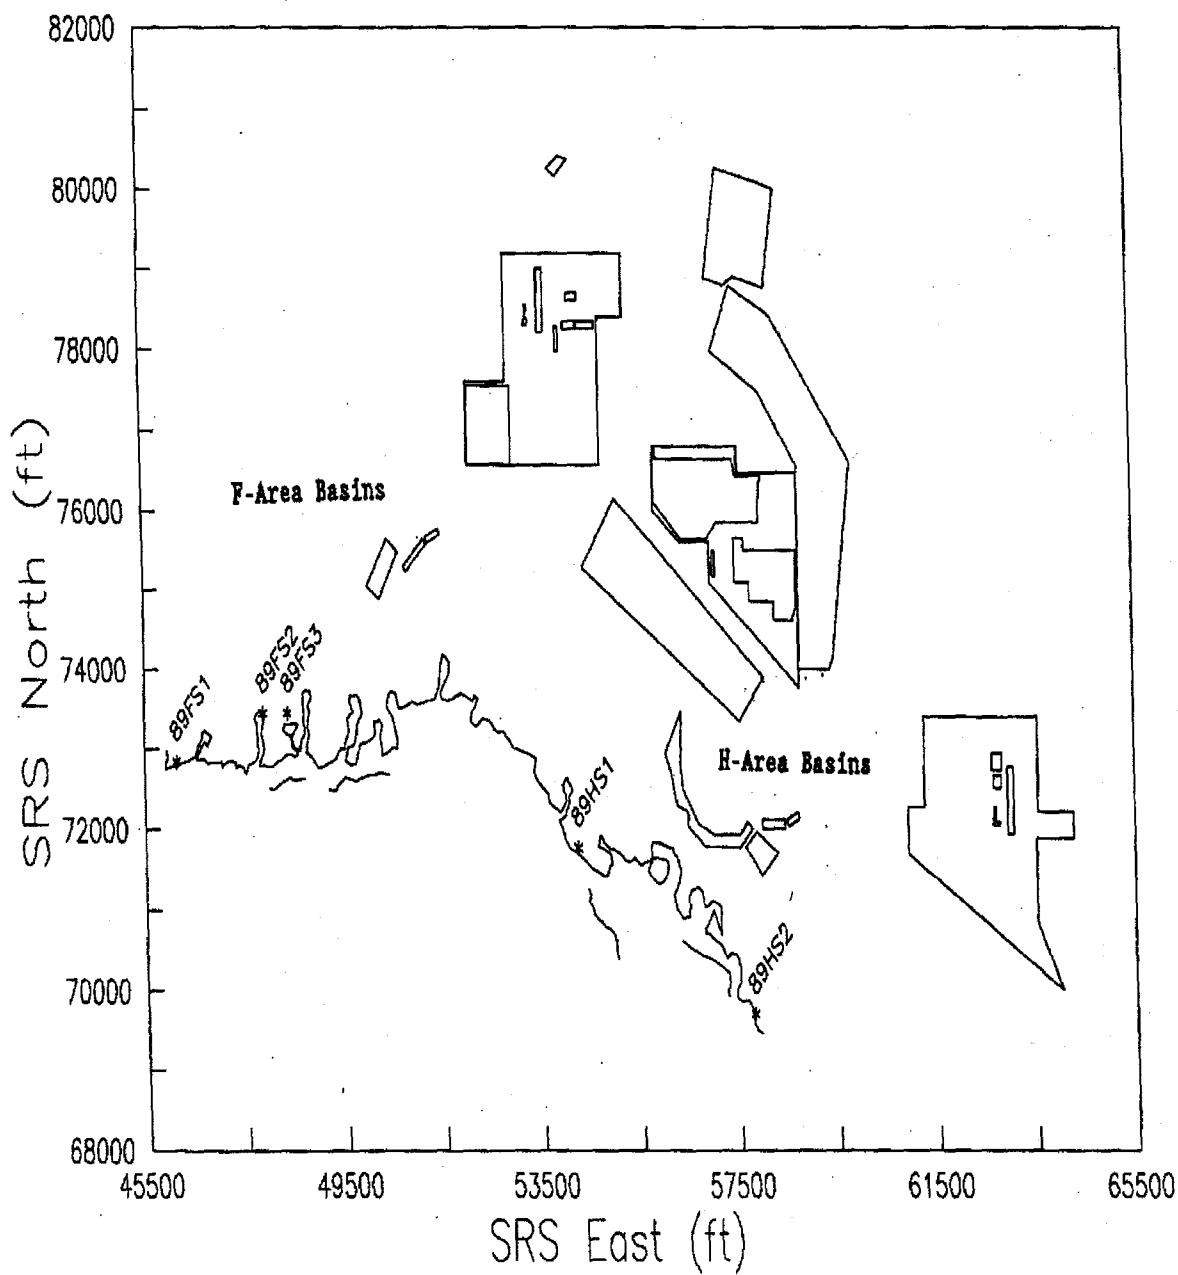 82000
80000
78000
76000
74000
72000
70000
68000
SRS North (ft)
F-Area Basins
89FS1
89FS2
89FS3
89HS1
H-Area Basins
89HS2
45500
49500
53500
57500
61500
65500
SRS East (ft)